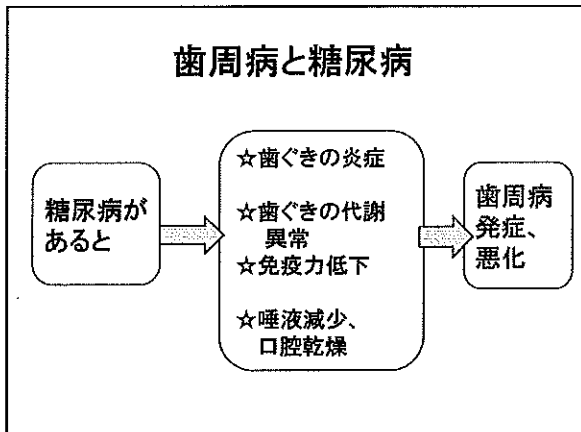 歯周病と糖尿病
糖尿病が
あると
☆歯ぐきの炎症
☆歯ぐきの代謝
異常
☆免疫力低下
☆唾液減少、
口腔乾燥
歯周病
発症、
悪化